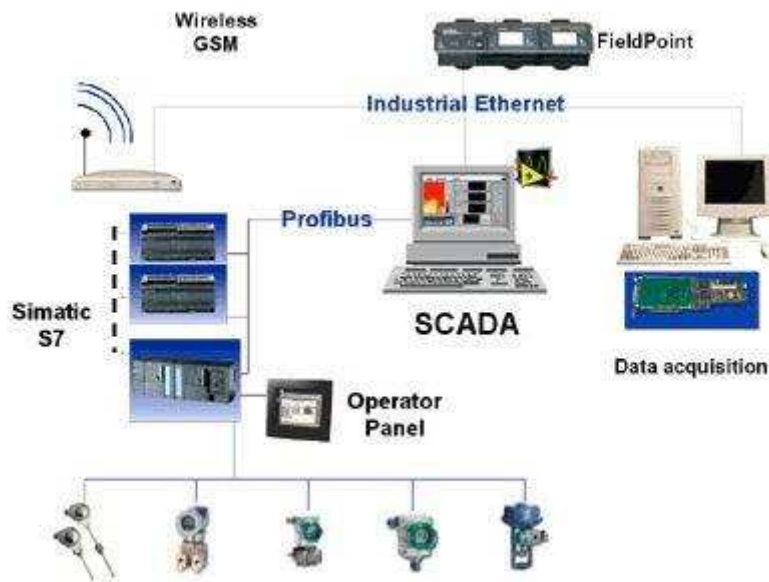 Wireless
GSM
FieldPoint
Industrial Ethernet
Profibus
Simatic
S7
SCADA
Data acquisition
Operator
Panel